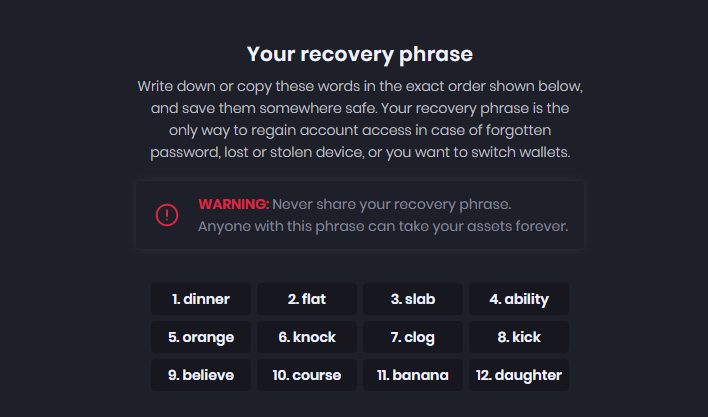 Your recovery phrase
Write down or copy these words in the exact order shown below,
and save them somewhere safe. Your recovery phrase is the
only way to regain account access in case of forgotten
password, lost or stolen device, or you want to switch wallets.
WARNING: Never share your recovery phrase.
Anyone with this phrase can take your assets forever.
1. dinner 2. flat 3. slab 4. ability
5. orange 6. knock 7. clog 8. kick
9. believe 10. course 11. banana 12. daughter